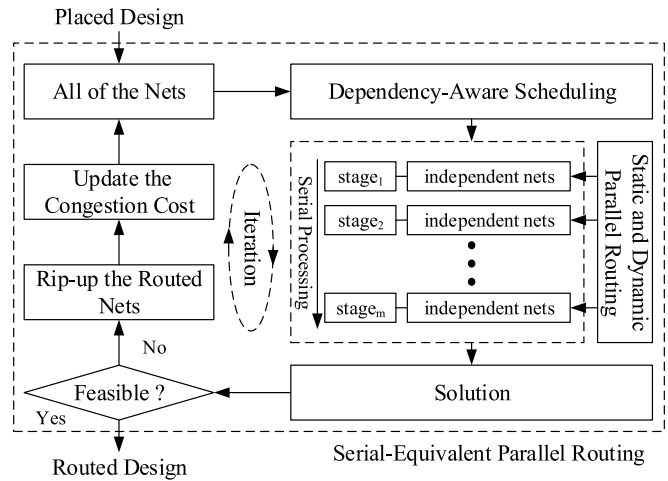 Placed Design
All of the Nets
Dependency-Aware Scheduling
Update the
Congestion Cost
Rip-up the Routed
Nets
Iteration
Serial Processing
stage₁
independent nets
stage₂
independent nets
stageₘ
independent nets
Static and Dynamic
Parallel Routing
No
Feasible ?
Yes
Solution
Routed Design
Serial-Equivalent Parallel Routing